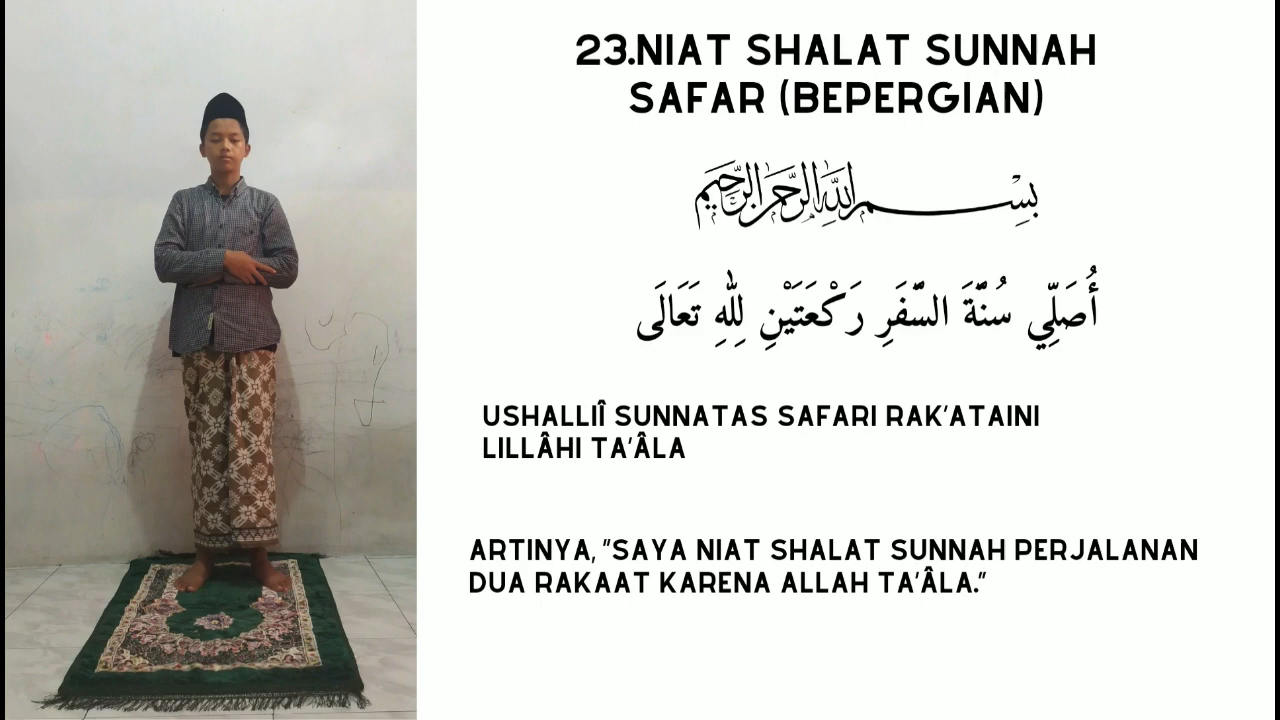 23.NIAT SHALAT SUNNAH
SAFAR (BEPERGIAN)
بِسْمِ اللهِ الرَّحْمَنِ الرَّحِيمِ
أُصَلِّي سُنَّةَ السَّفَرِ رَكْعَتَيْنِ لِلّٰهِ تَعَالَى
USHALLIÎ SUNNATAS SAFARI RAK'ATAINI
LILLÂHI TA'ÂLA
ARTINYA, "SAYA NIAT SHALAT SUNNAH PERJALANAN
DUA RAKAAT KARENA ALLAH TA'ÂLA."